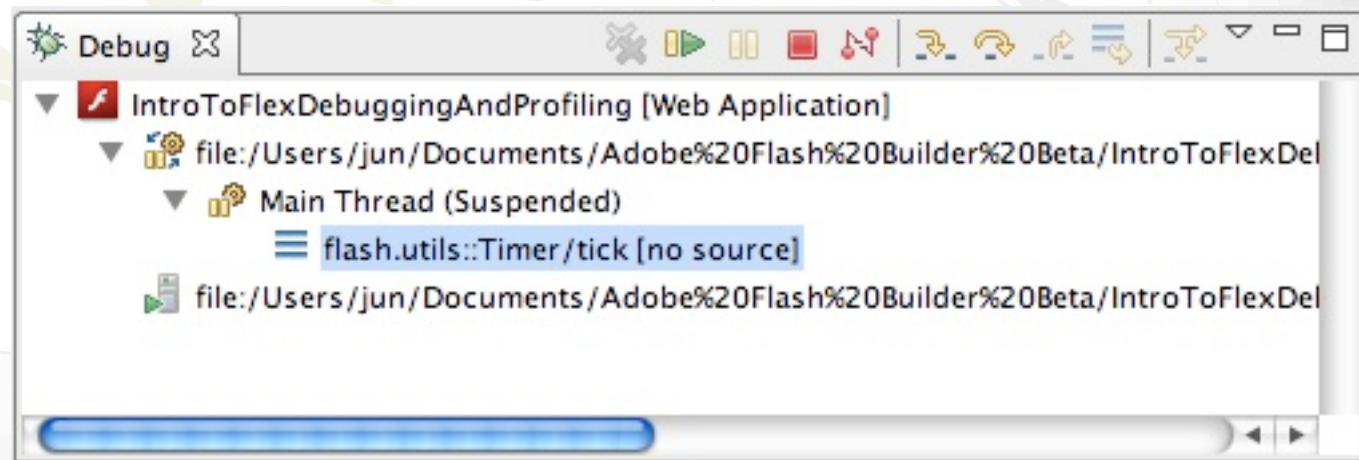 Debug
IntroToFlexDebuggingAndProfiling [Web Application]
file:/Users/jun/Documents/Adobe%20Flash%20Builder%20Beta/IntroToFlexDel
Main Thread (Suspended)
flash.utils::Timer/tick [no source]
file:/Users/jun/Documents/Adobe%20Flash%20Builder%20Beta/IntroToFlexDel